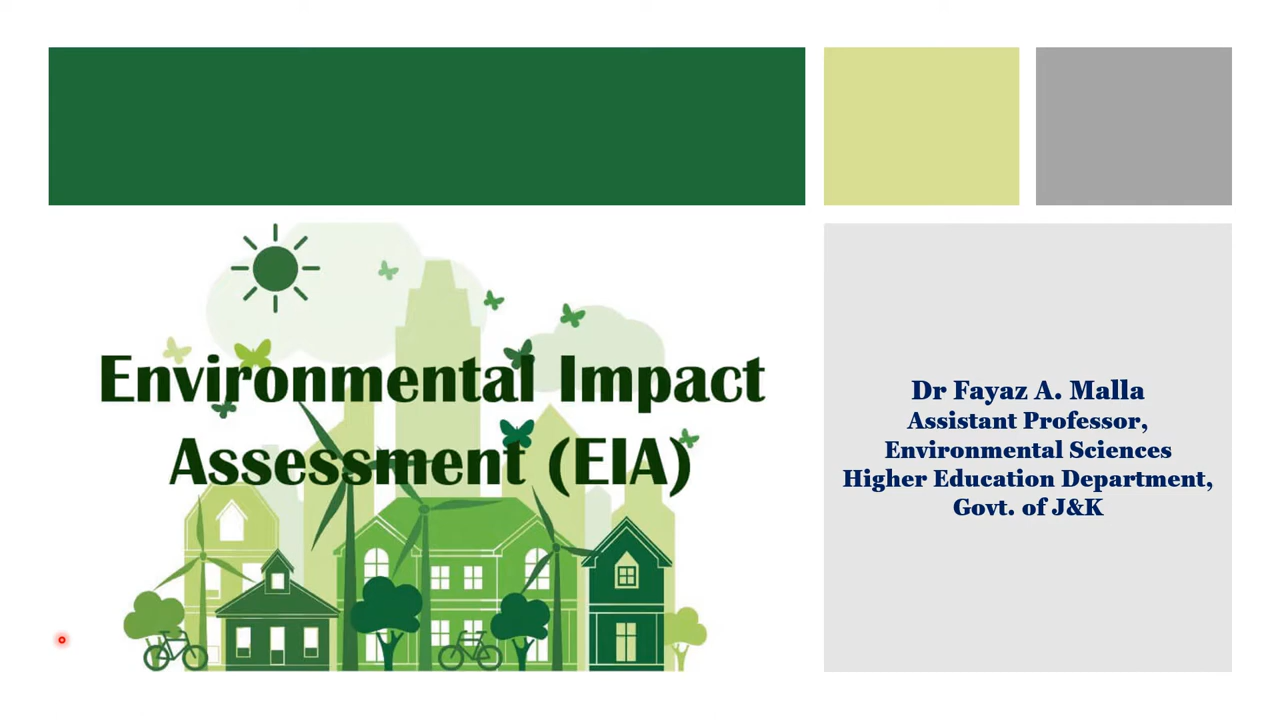 Environmental Impact
Assessment (EIA)
Dr Fayaz A. Malla
Assistant Professor,
Environmental Sciences
Higher Education Department,
Govt. of J&K